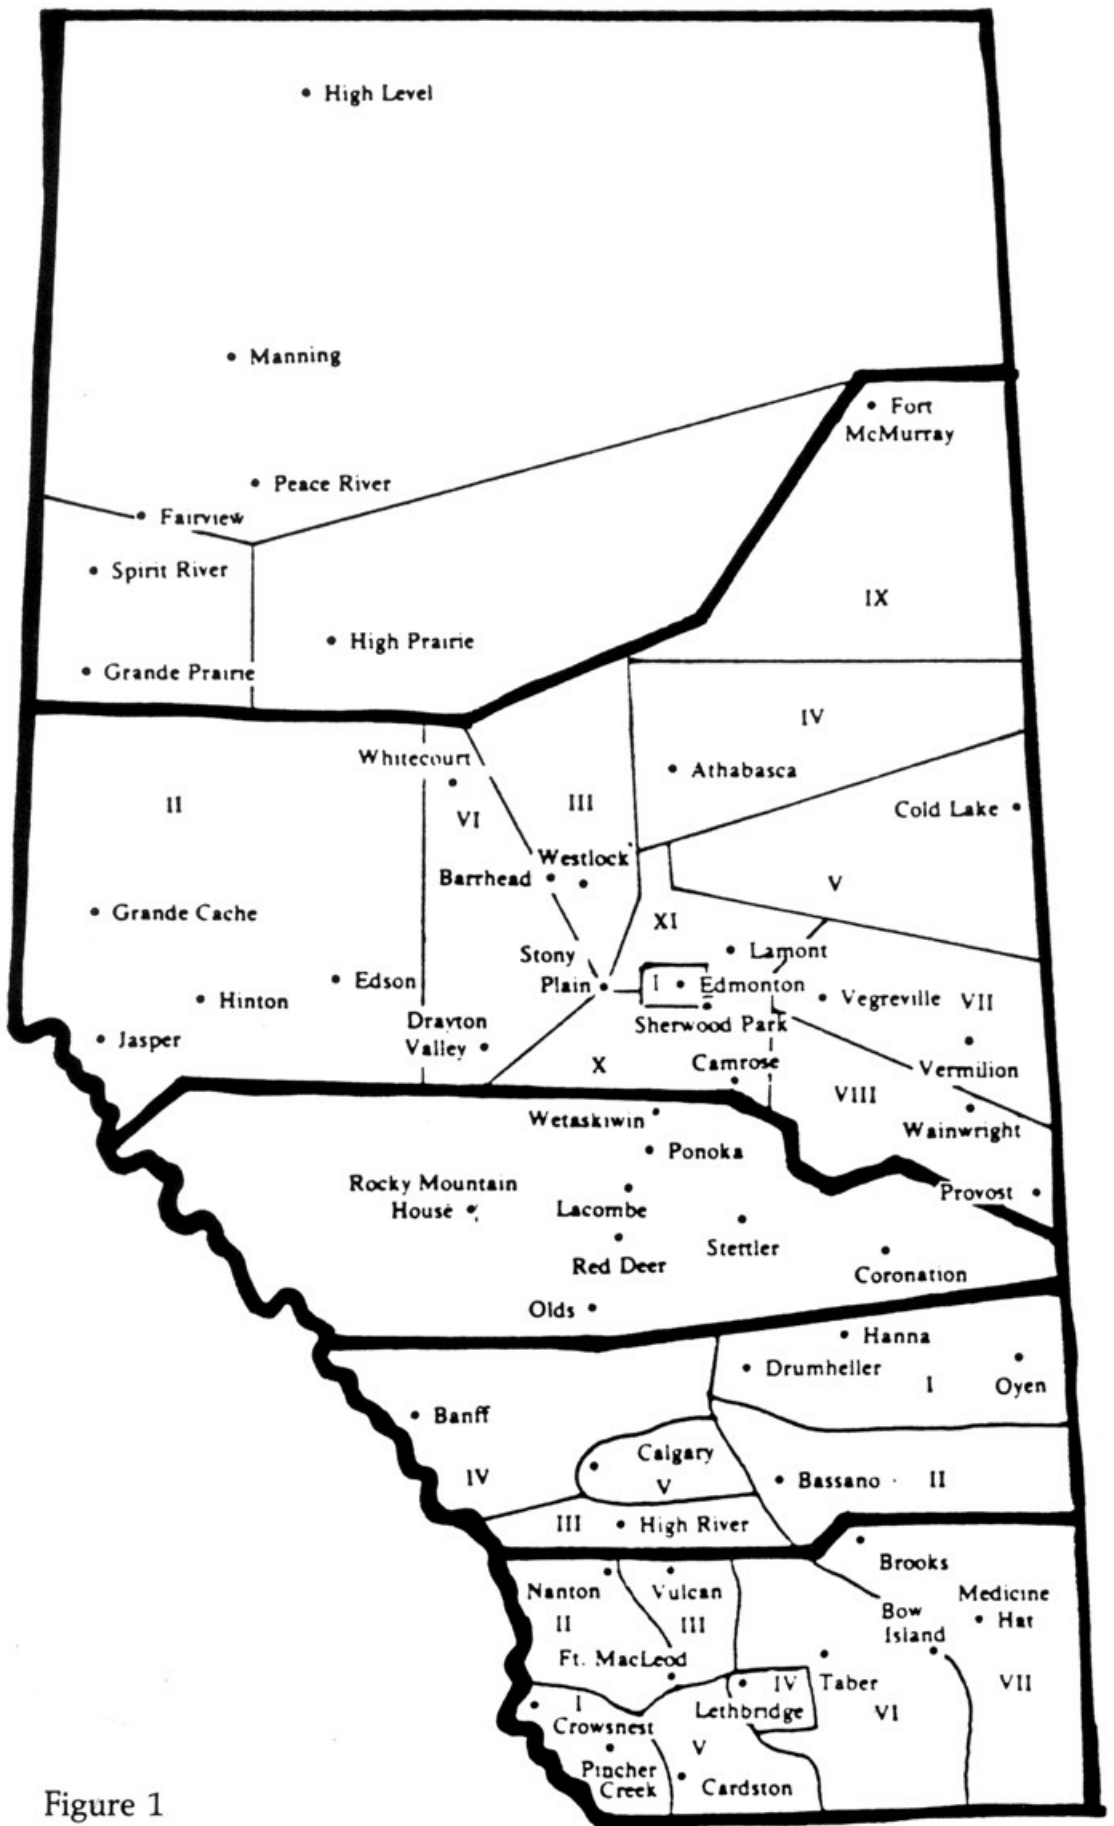 High Level
Manning
Fort
McMurray
Peace River
Fairview
Spirit River
IX
High Prairie
Grande Prairie
IV
Whitecourt
Athabasca
II
III
Cold Lake
VI
Westlock
Barrhead
V
Grande Cache
XI
Stony
Plain
Lamont
Edson
I
Edmonton
Hinton
Vegreville
VII
Drayton
Valley
Sherwood Park
Jasper
X
Camrose
Vermilion
VIII
Wetaskiwin
Wainwright
Ponoka
Rocky Mountain
House
Provost
Lacombe
Stettler
Red Deer
Coronation
Olds
Hanna
Drumheller
I
Oyen
Banff
Calgary
V
IV
Bassano
II
III
High River
Brooks
Nanton
Vulcan
Medicine
Hat
II
III
Bow
Island
Ft. MacLeod
IV
Taber
VII
I
Lethbridge
VI
Crowsnest
V
Pincher
Creek
Cardston
Figure 1